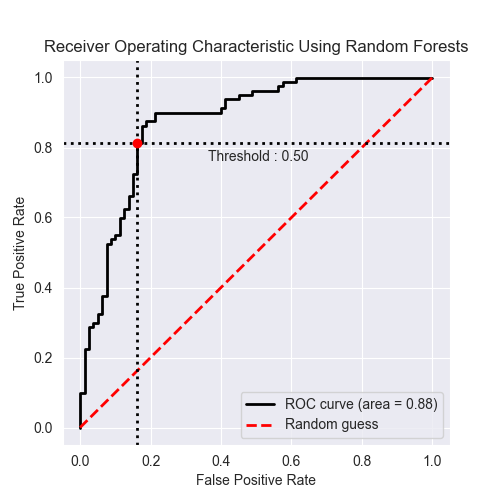 Receiver Operating Characteristic Using Random Forests
1.0
0.8
0.6
0.4
0.2
0.0
True Positive Rate
Threshold : 0.50
ROC curve (area = 0.88)
Random guess
0.0 0.2 0.4 0.6 0.8 1.0
False Positive Rate